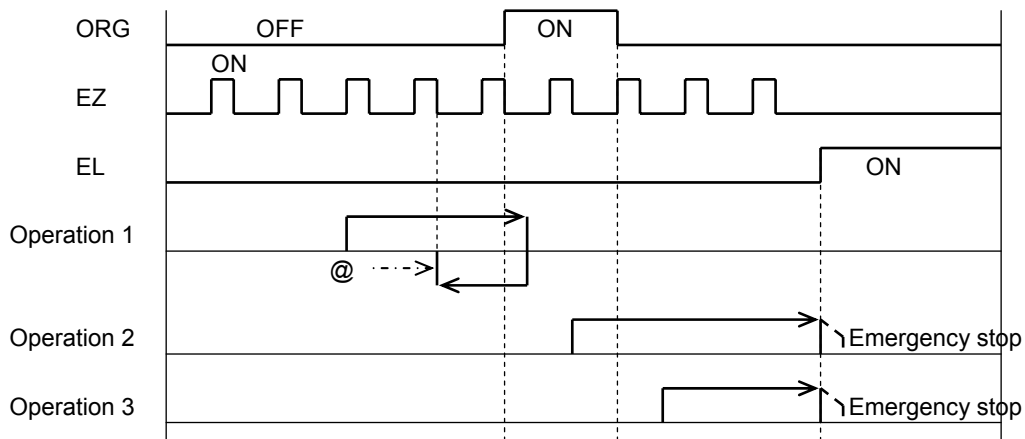 ORG OFF ON
ON
EZ
EL ON
Operation 1
@
Operation 2 Emergency stop
Operation 3 Emergency stop